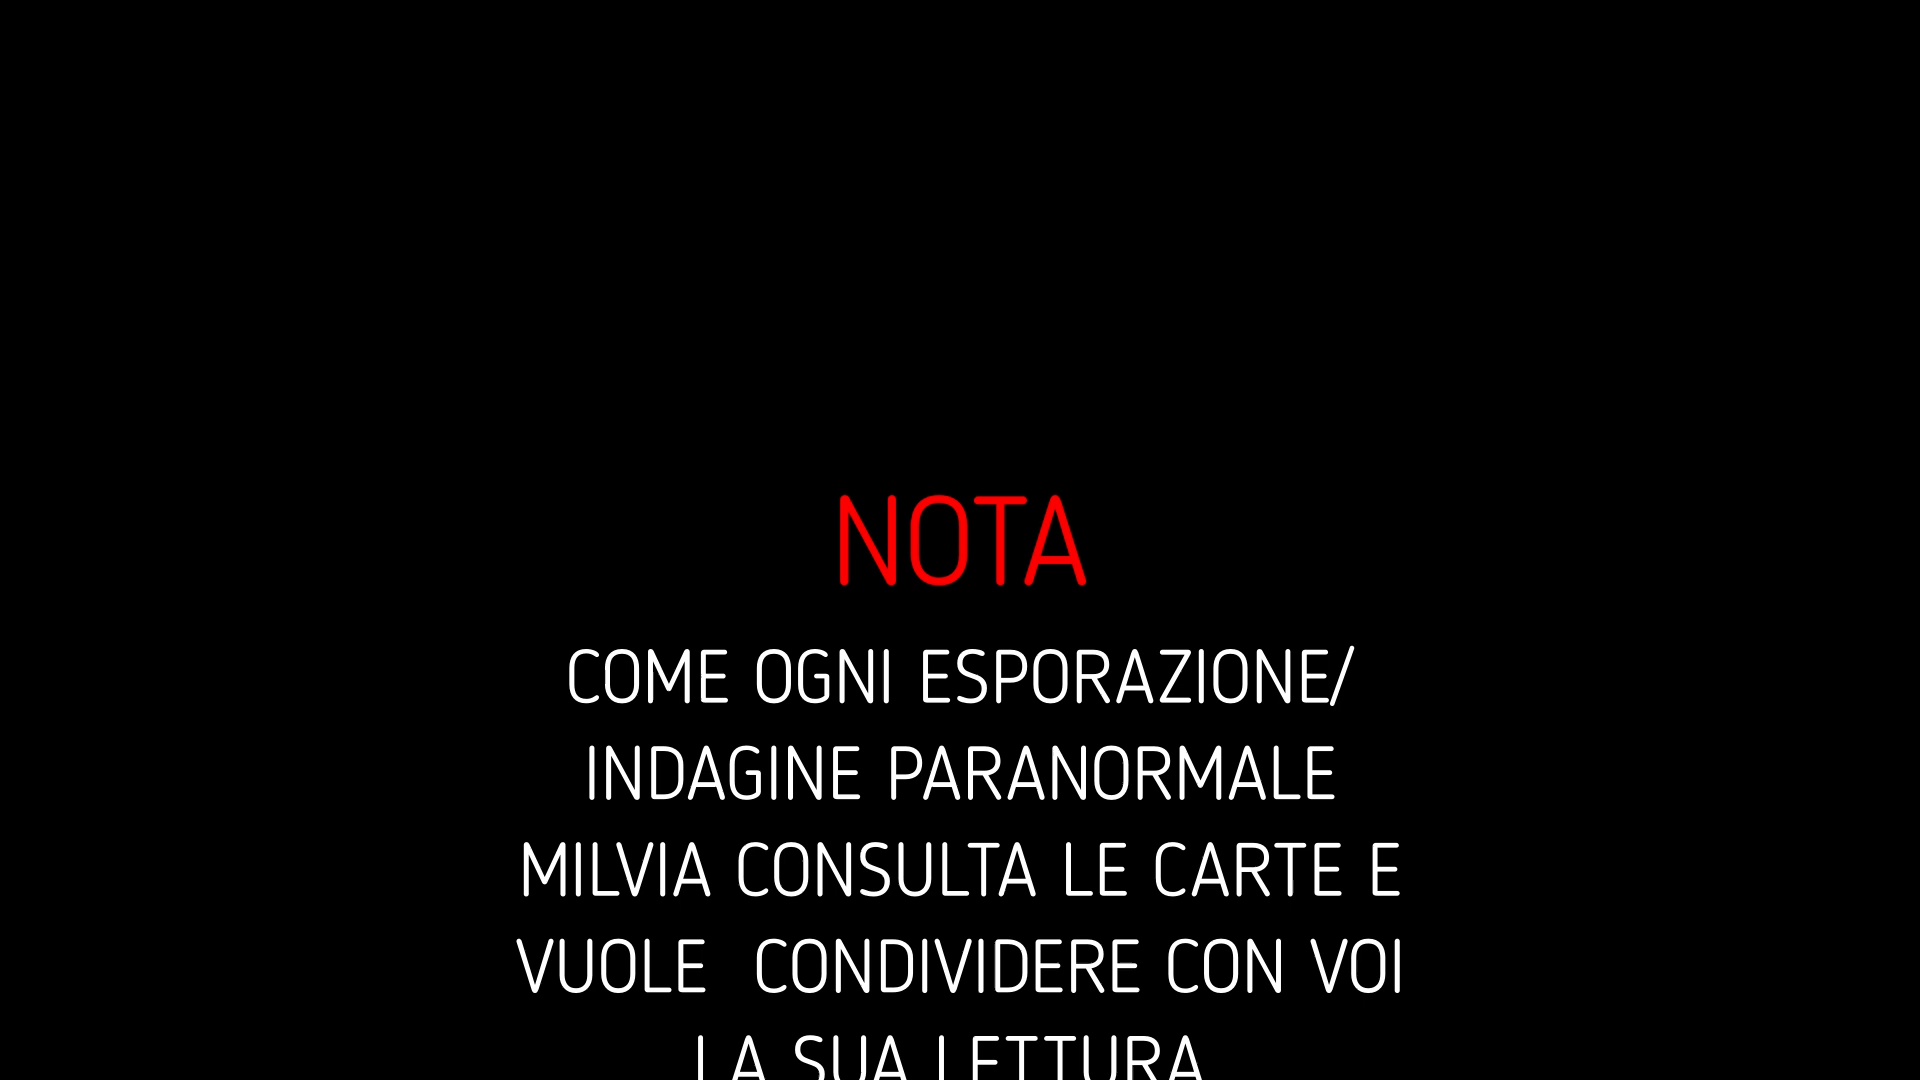 NOTA
COME OGNI ESPORAZIONE/
INDAGINE PARANORMALE
MILVIA CONSULTA LE CARTE E
VUOLE  CONDIVIDERE CON VOI
LA SUA LETTURA